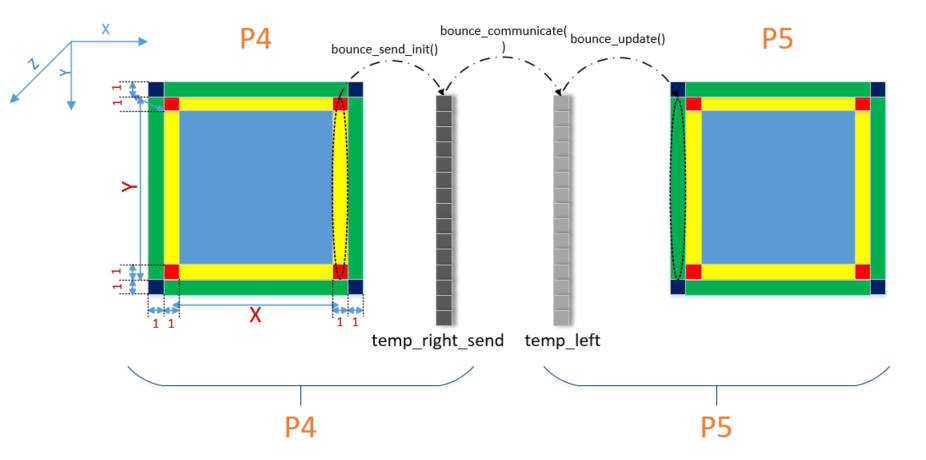 X
P4
P5
Z
Y
bounce_send_init()
bounce_communicate(
)
bounce_update()
1
1
Y
1
1
1
1
X
1
1
temp_right_send
temp_left
P4
P5